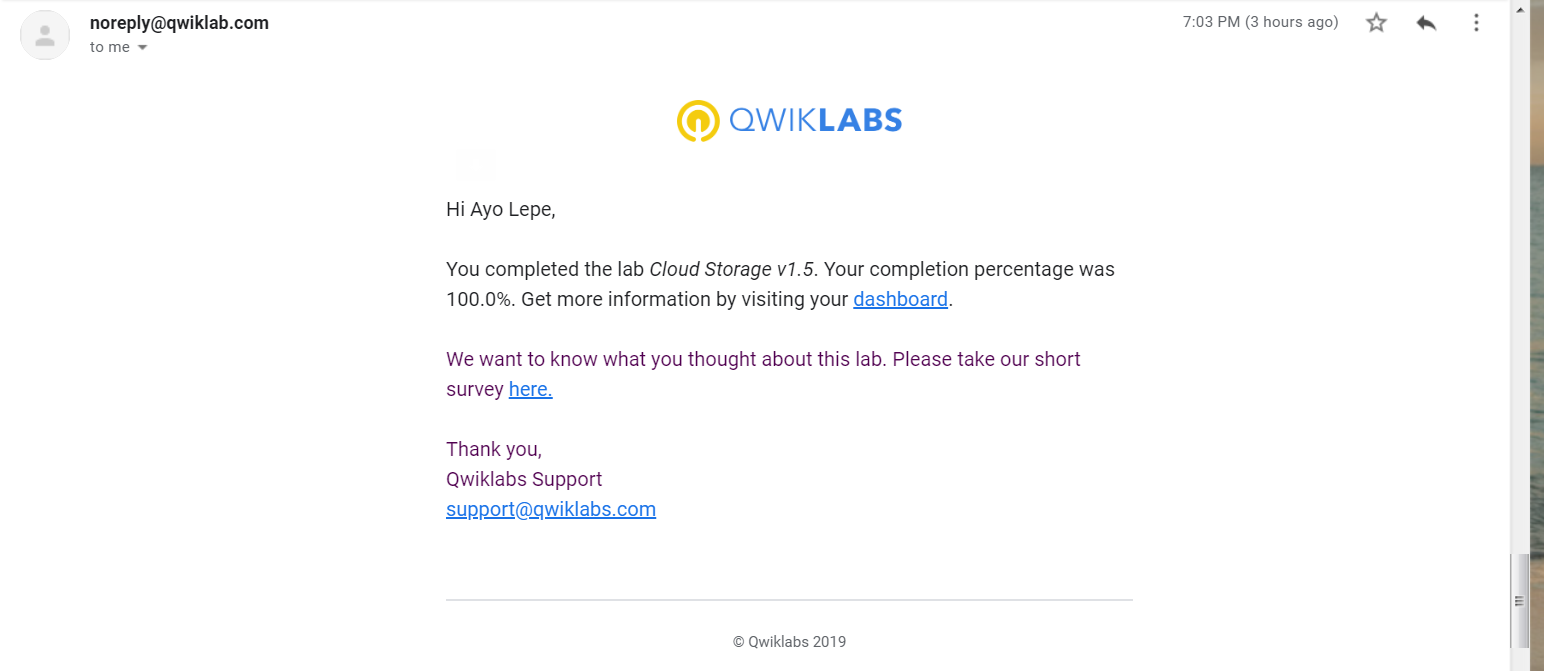 noreply@qwiklab.com
7:03 PM (3 hours ago)
to me
QWIKLABS
Hi Ayo Lepe,
You completed the lab Cloud Storage v1.5. Your completion percentage was
100.0%. Get more information by visiting your dashboard.
We want to know what you thought about this lab. Please take our short
survey here.
Thank you,
Qwiklabs Support
support@qwiklabs.com
© Qwiklabs 2019